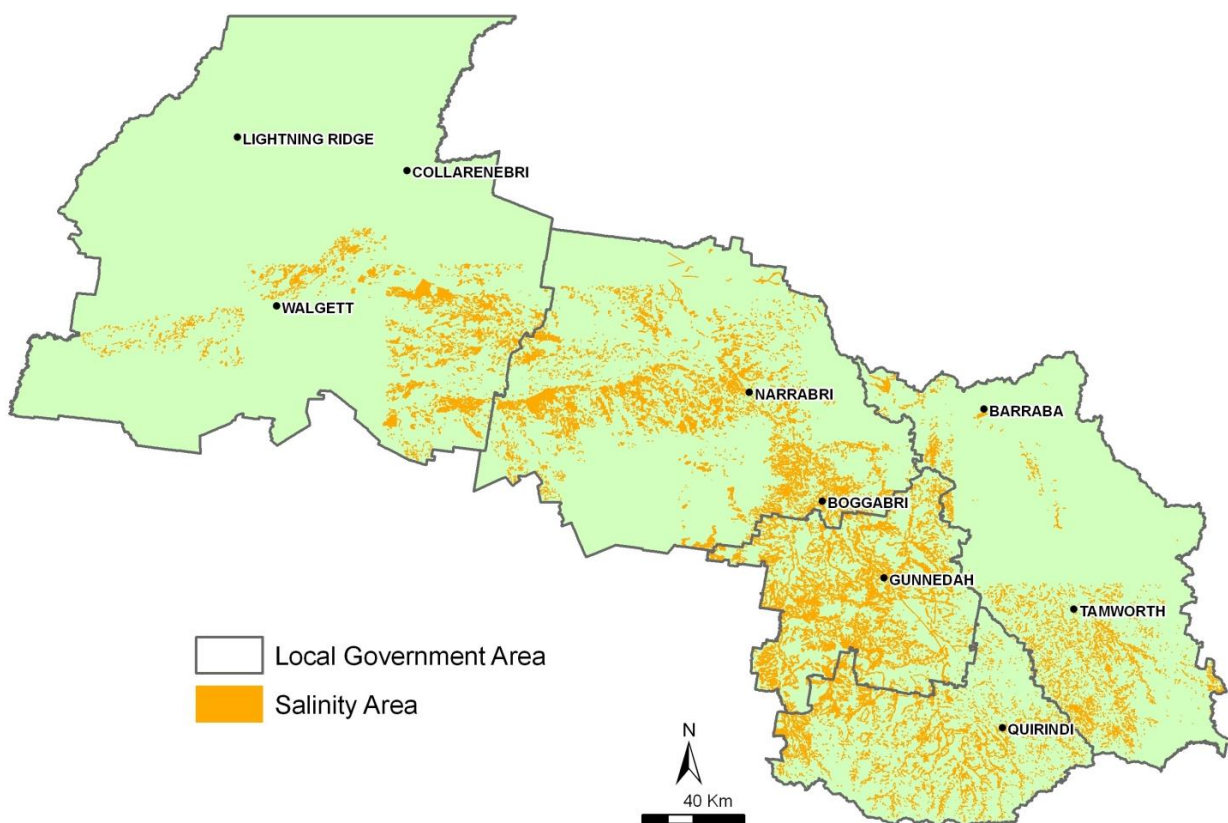 LIGHTNING RIDGE
COLLARENEBRI
WALGETT
NARRABRI
BARRABA
BOGGABRI
GUNNEDAH
TAMWORTH
QUIRINDI
Local Government Area
Salinity Area
N
40 Km